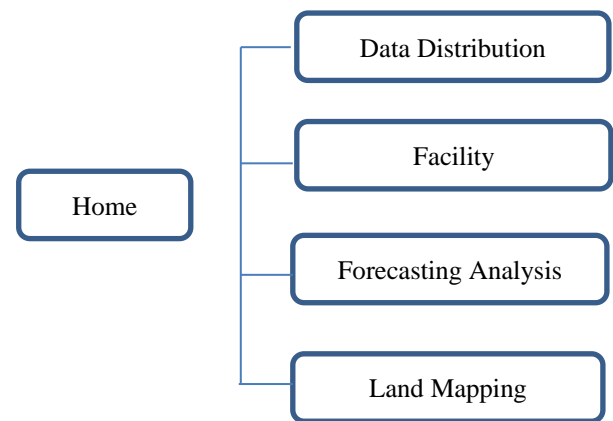 Data Distribution
Facility
Home
Forecasting Analysis
Land Mapping